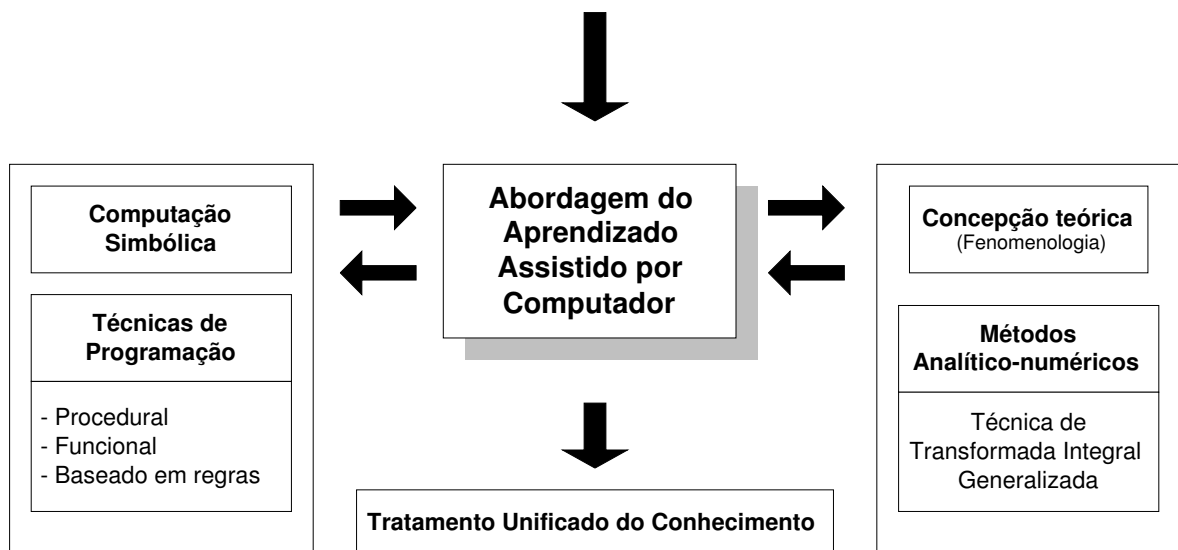 Computação
Simbólica
Técnicas de
Programação
- Procedural
- Funcional
- Baseado em regras
Abordagem do
Aprendizado
Assistido por
Computador
Tratamento Unificado do Conhecimento
Concepção teórica
(Fenomenologia)
Métodos
Analítico-numéricos
Técnica de
Transformada Integral
Generalizada